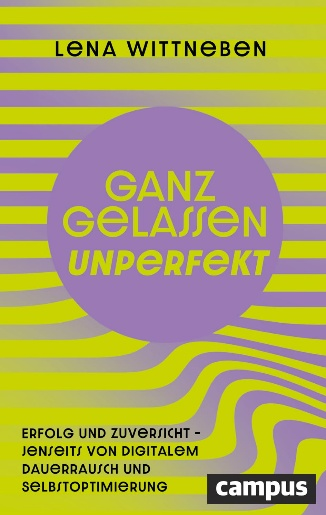 LENA WITTNEBEN
GANZ
GELASSEN
UNPERFEKT
ERFOLG UND ZUVERSICHT –
JENSEITS VON DIGITALEM
DAUERRAUSCH UND
SELBSTOPTIMIERUNG
campus